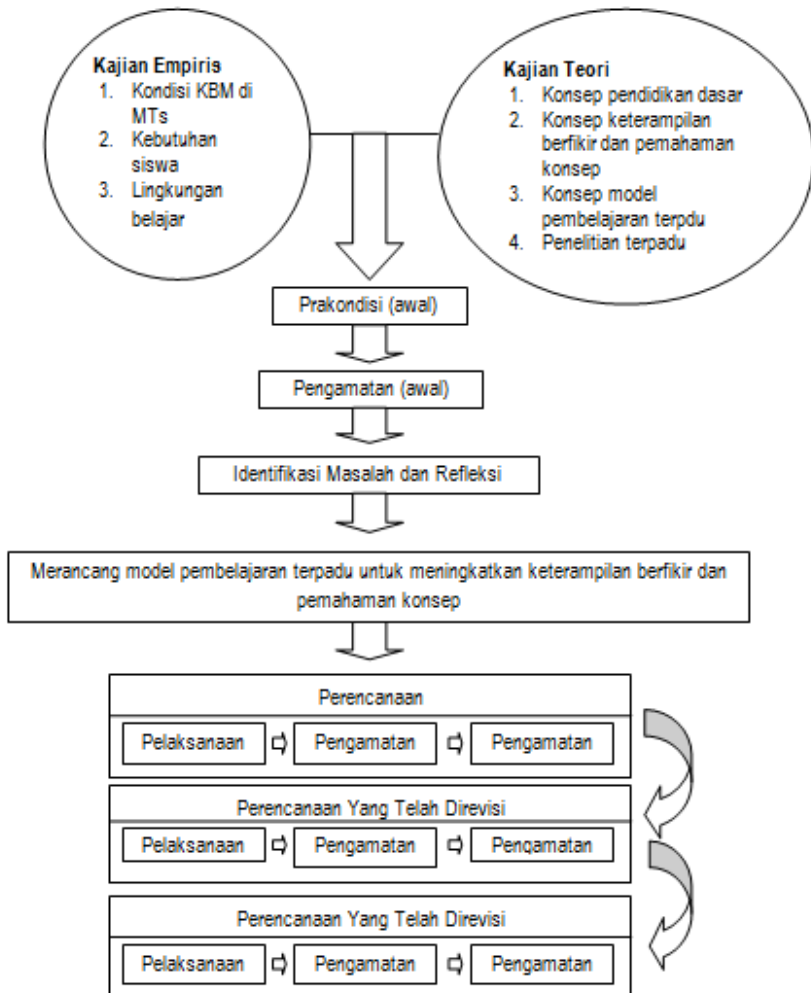 Kajian Empiris
1. Kondisi KBM di
MTs
2. Kebutuhan
siswa
3. Lingkungan
belajar
Kajian Teori
1. Konsep pendidikan dasar
2. Konsep keterampilan
berfikir dan pemahaman
konsep
3. Konsep model
pembelajaran terpdu
4. Penelitian terpadu
Prakondisi (awal)
Pengamatan (awal)
Identifikasi Masalah dan Refleksi
Merancang model pembelajaran terpadu untuk meningkatkan keterampilan berfikir dan
pemahaman konsep
Perencanaan
Pelaksanaan Pengamatan Pengamatan
Perencanaan Yang Telah Direvisi
Pelaksanaan Pengamatan Pengamatan
Perencanaan Yang Telah Direvisi
Pelaksanaan Pengamatan Pengamatan